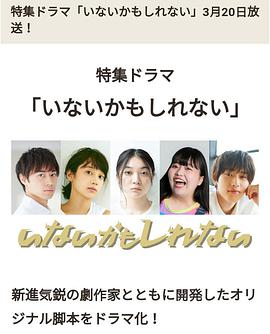 特集ドラマ「いないかもしれない」3月20日放
送！
特集ドラマ
「いないかもしれない」
いないかもしれない
新進気鋭の劇作家とともに開発したオリ
ジナル脚本をドラマ化！